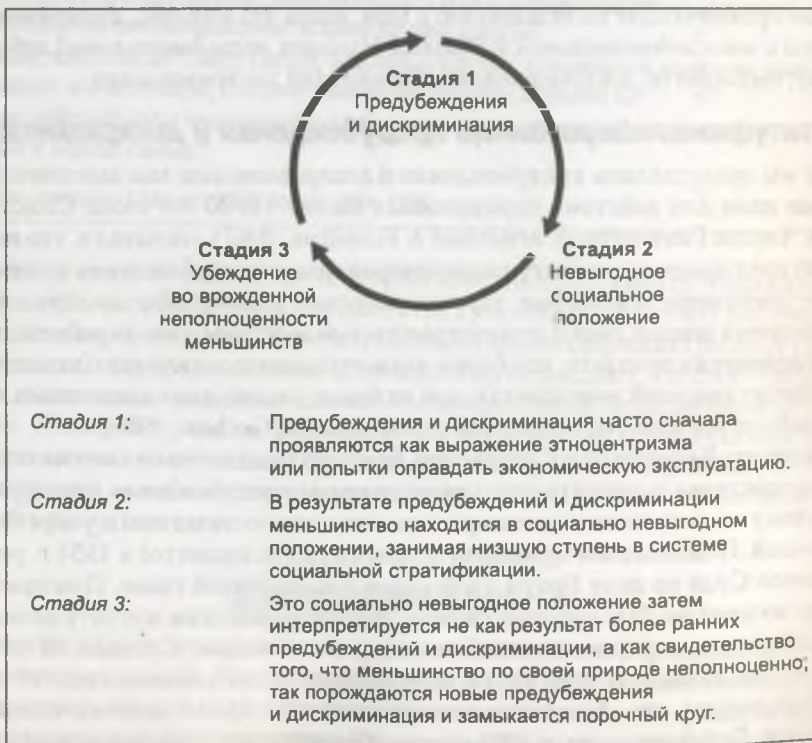 Стадия 1
Предубеждения
и дискриминация
Стадия 3
Убеждение
во врожденной
неполноценности
меньшинств
Стадия 2
Невыгодное
социальное
положение
Стадия 1:
Предубеждения и дискриминация часто сначала
проявляются как выражение этноцентризма
или попытки оправдать экономическую эксплуатацию.
Стадия 2:
В результате предубеждений и дискриминации
меньшинство находится в социально невыгодном
положении, занимая низшую ступень в системе
социальной стратификации.
Стадия 3:
Это социально невыгодное положение затем
интерпретируется не как результат более ранних
предубеждений и дискриминации, а как свидетельство
того, что меньшинство по своей природе неполноценно;
так порождаются новые предубеждения
и дискриминация и замыкается порочный круг.